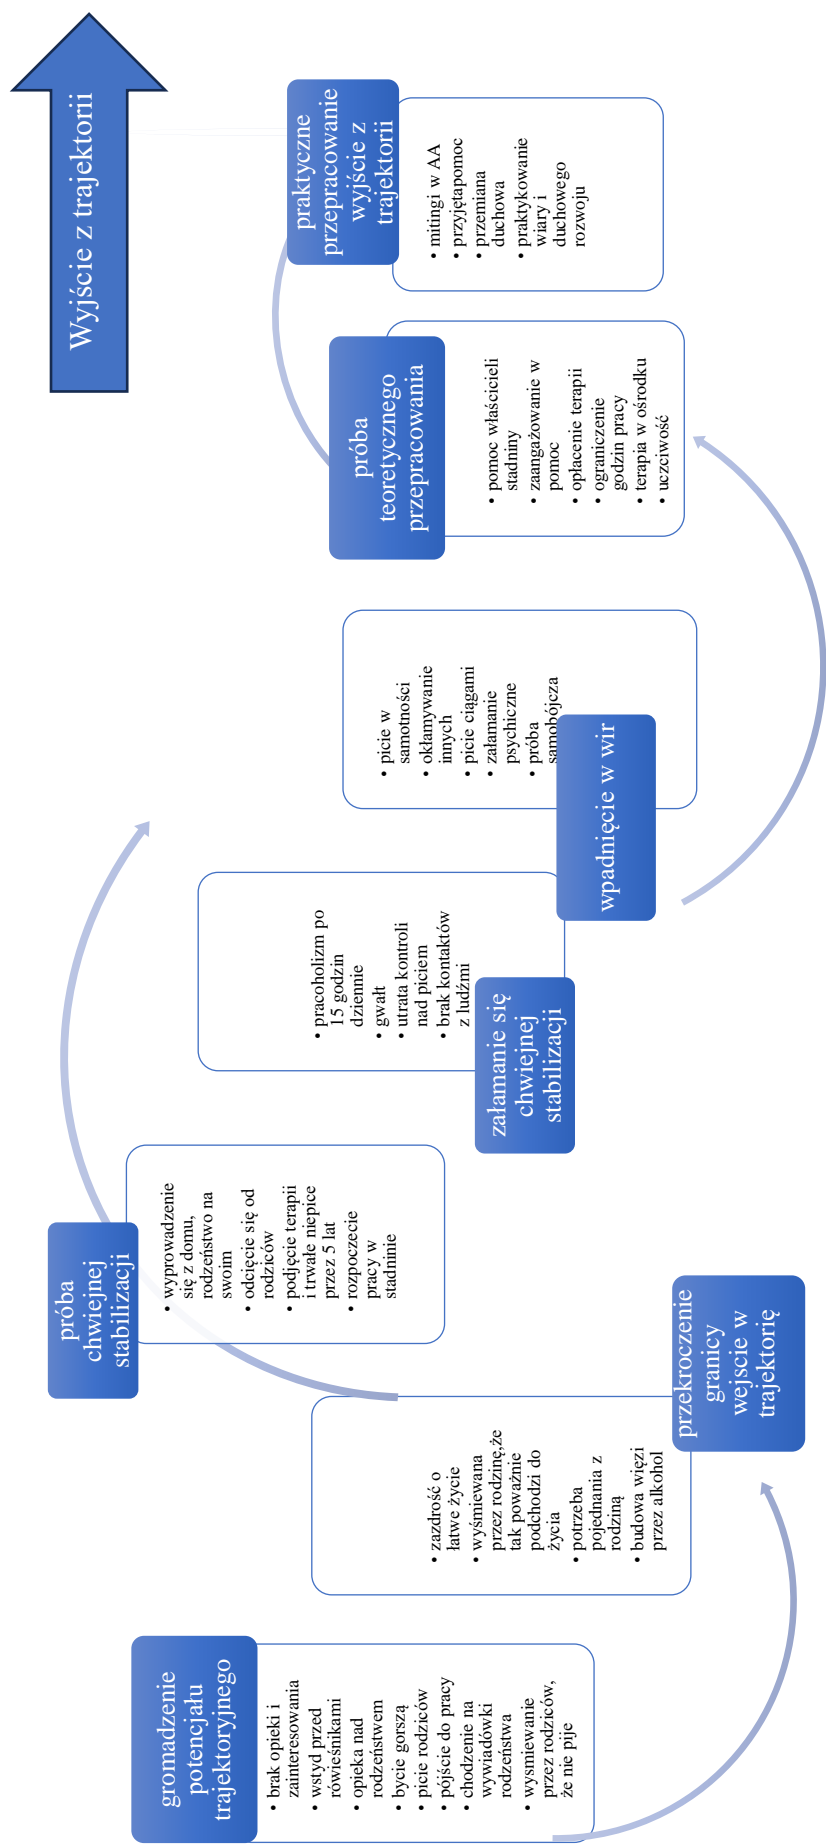 gromadzenie
potencjału
trajektoryjnego
• brak opieki i
zainteresowania
• wstyd przed
rówieśnikami
• opieka nad
rodzeństwem
• bycie gorszą
• picie rodziców
• pójście do pracy
• chodzenie na
wywiadówki
rodzeństwa
• wysmiewanie
przez rodziców,
że nie pije
przekroczenie
granicy
wejście w
trajektorię
• zazdrość o
łatwe życie
• wyśmiewana
przez rodzinę,że
tak poważnie
podchodzi do
życia
• potrzeba
pojednania z
rodziną
• budowa więzi
przez alkohol
próba
chwiejnej
stabilizacji
• wyprowadzenie
się z domu,
rodzeństwo na
swoim
• odcięcie się od
rodziców
• podjęcie terapii
i trwałe niepice
przez 5 lat
• rozpoczecie
pracy w
stadninie
załamanie się
chwiejnej
stabilizacji
• pracoholizm po
15 godzin
dziennie
• gwałt
• utrata kontroli
nad piciem
• brak kontaktów
z ludźmi
wpadnięcie w wir
• picie w
samotności
• okłamywanie
innych
• picie ciągami
• załamanie
psychiczne
• próba
samobójcza
próba
teoretycznego
przepracowania
• pomoc właścicieli
stadniny
• zaangażowanie w
pomoc
• opłacenie terapii
• ograniczenie
godzin pracy
• terapia w ośrodku
• uczciwość
praktyczne
przepracowanie
wyjście z
trajektorii
• mitingi w AA
• przyjętapomoc
• przemiana
duchowa
• praktykowanie
wiary i
duchowego
rozwoju
Wyjście z trajektorii